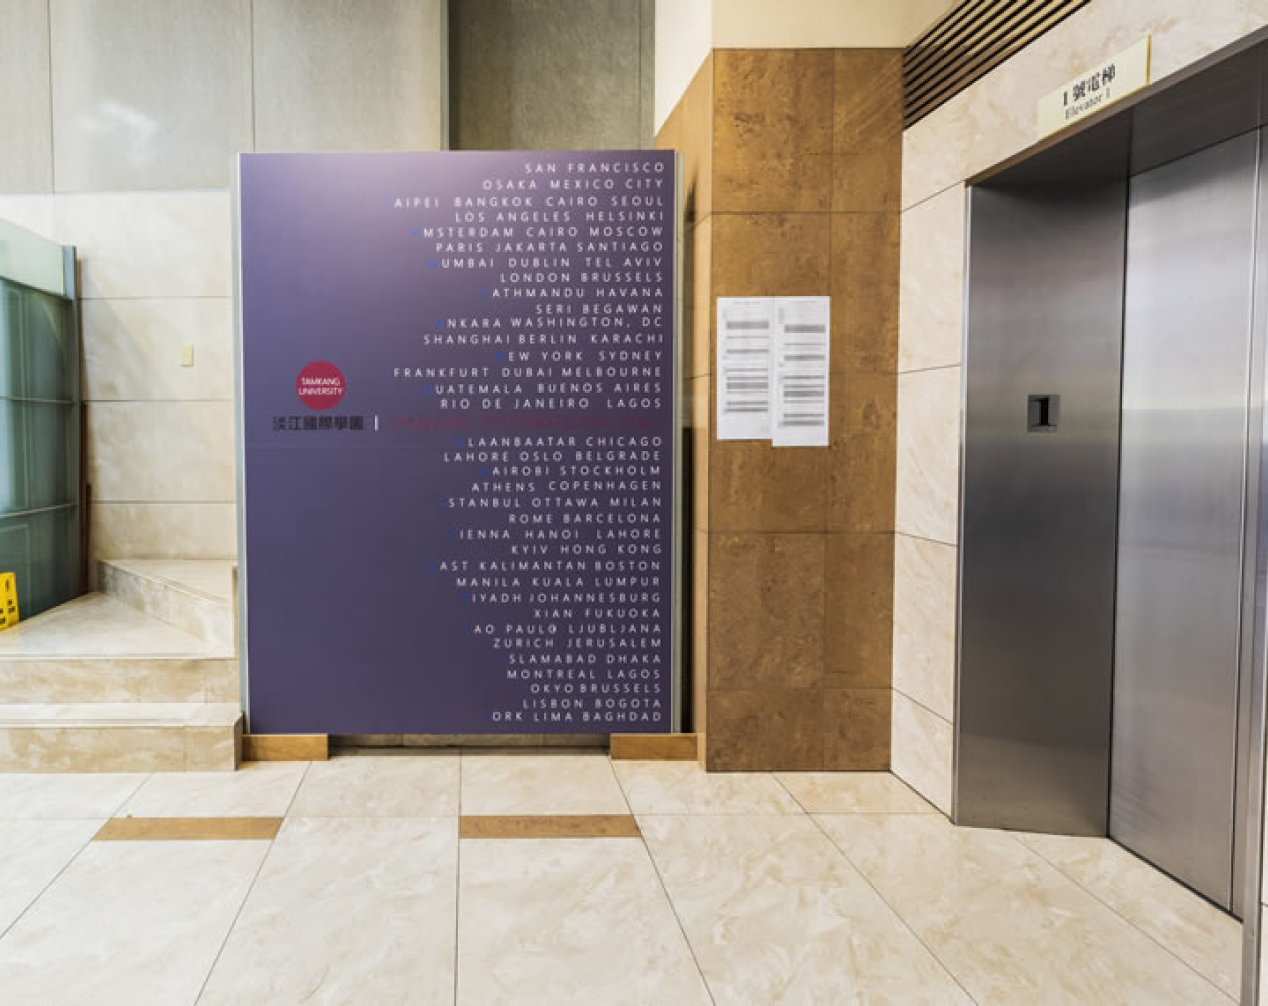 1 號電梯
Elevator 1
SAN FRANCISCO
OSAKA MEXICO CITY
AIPEI BANGKOK CAIRO SEOUL
LOS ANGELES HELSINKI
MSTERDAM CAIRO MOSCOW
PARIS JAKARTA SANTIAGO
UMBAI DUBLIN TEL AVIV
LONDON BRUSSELS
ATHMANDU HAVANA
SERI BEGAWAN
NKARA WASHINGTON, DC
SHANGHAI BERLIN KARACHI
EW YORK SYDNEY
FRANKFURT DUBAI MELBOURNE
UATEMALA BUENOS AIRES
RIO DE JANEIRO LAGOS
TAMKANG
UNIVERSITY
淡江國際學園 |
LAANBAATAR CHICAGO
LAHORE OSLO BELGRADE
AIROBI STOCKHOLM
ATHENS COPENHAGEN
STANBUL OTTAWA MILAN
ROME BARCELONA
IENNA HANOI LAHORE
KYIV HONG KONG
AST KALIMANTAN BOSTON
MANILA KUALA LUMPUR
IYADH JOHANNESBURG
XIAN FUKUOKA
AO PAULO LJUBLJANA
ZURICH JERUSALEM
SLAMABAD DHAKA
MONTREAL LAGOS
OKYO BRUSSELS
LISBON BOGOTA
ORK LIMA BAGHDAD
1